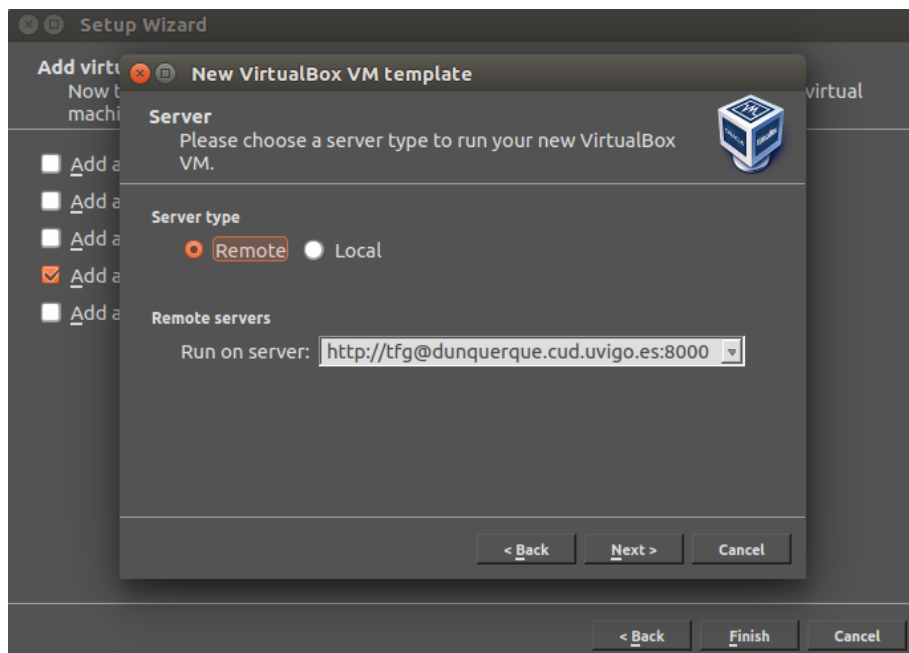 Setup Wizard
Add virtu
Now t
virtual
machi
Add a
Add a
Add a
Add a
Add a
New VirtualBox VM template
Server
Please choose a server type to run your new VirtualBox
VM.
Server type
Remote Local
Remote servers
Run on server: http://tfg@dunquerque.cud.uvigo.es:8000
< Back Next > Cancel
< Back Finish Cancel